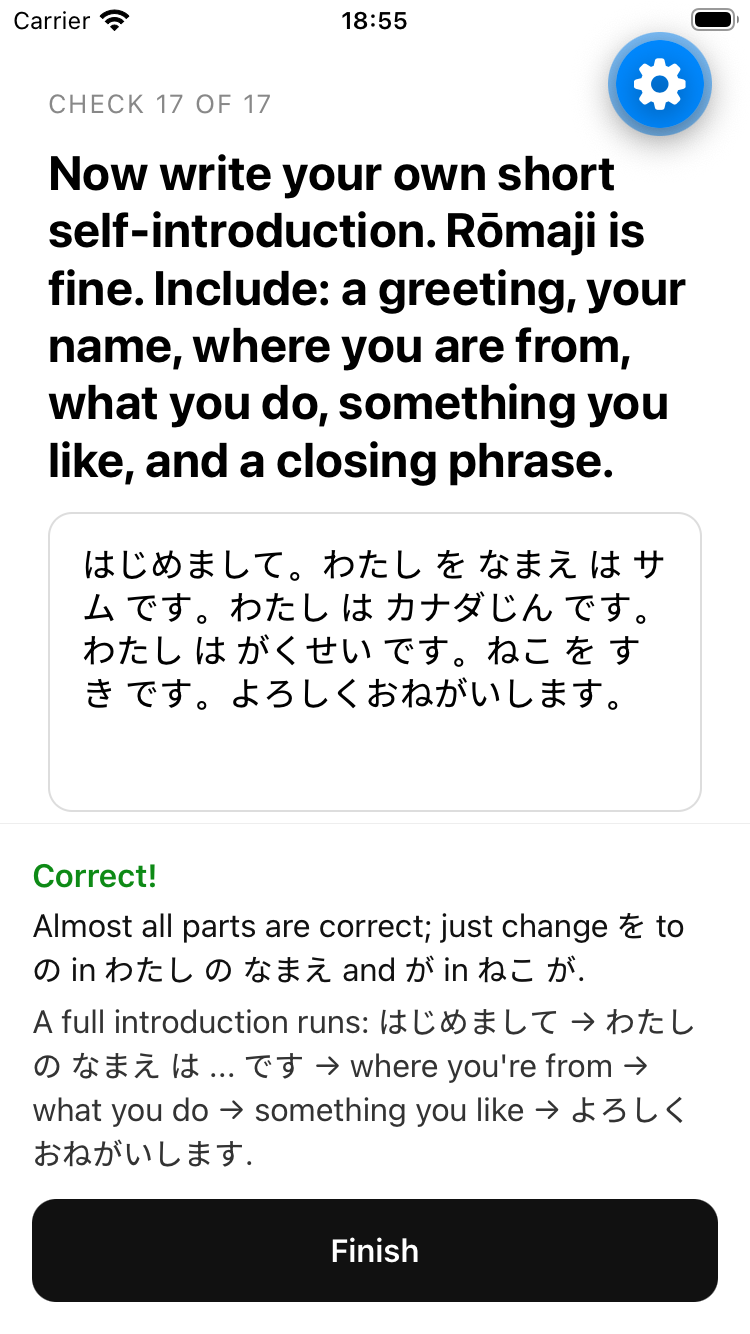 Carrier
18:55
CHECK 17 OF 17
Now write your own short
self-introduction. Rōmaji is
fine. Include: a greeting, your
name, where you are from,
what you do, something you
like, and a closing phrase.
はじめまして。わたし を なまえ は サ
ム です。わたし は カナダじん です。
わたし は がくせい です。ねこ を す
き です。よろしくおねがいします。
Correct!
Almost all parts are correct; just change を to
の in わたし の なまえ and が in ねこ が.
A full introduction runs: はじめまして → わたし
の なまえ は ... です → where you're from →
what you do → something you like → よろしく
おねがいします.
Finish